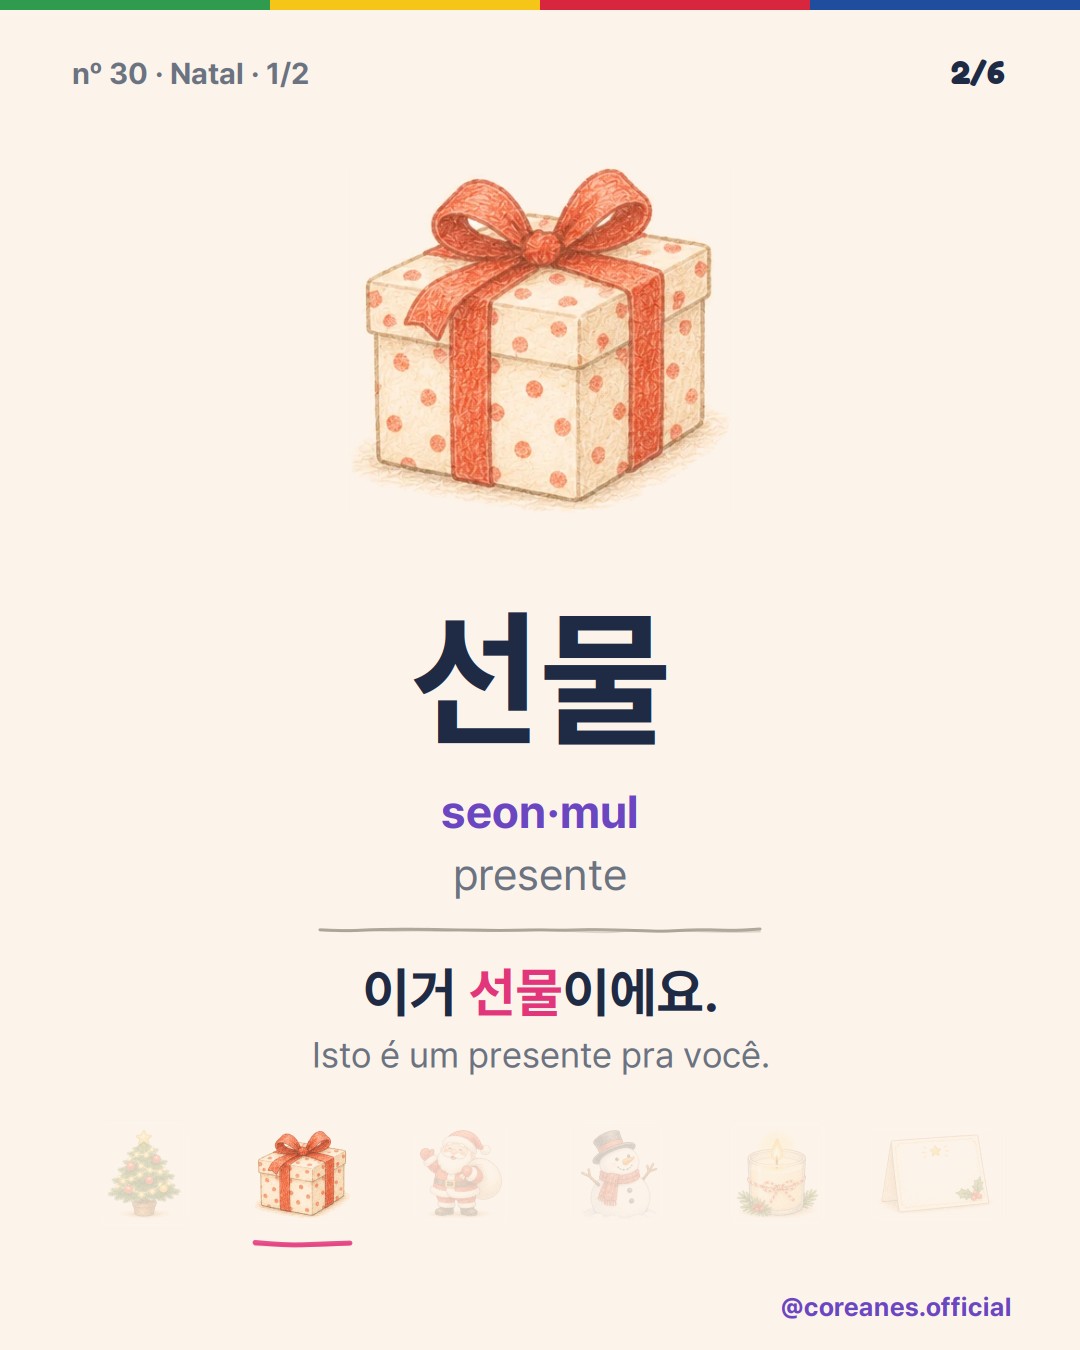 nº 30 · Natal · 1/2
2/6
선물
seon·mul
presente
이거 선물이에요.
Isto é um presente pra você.
@coreanes.official